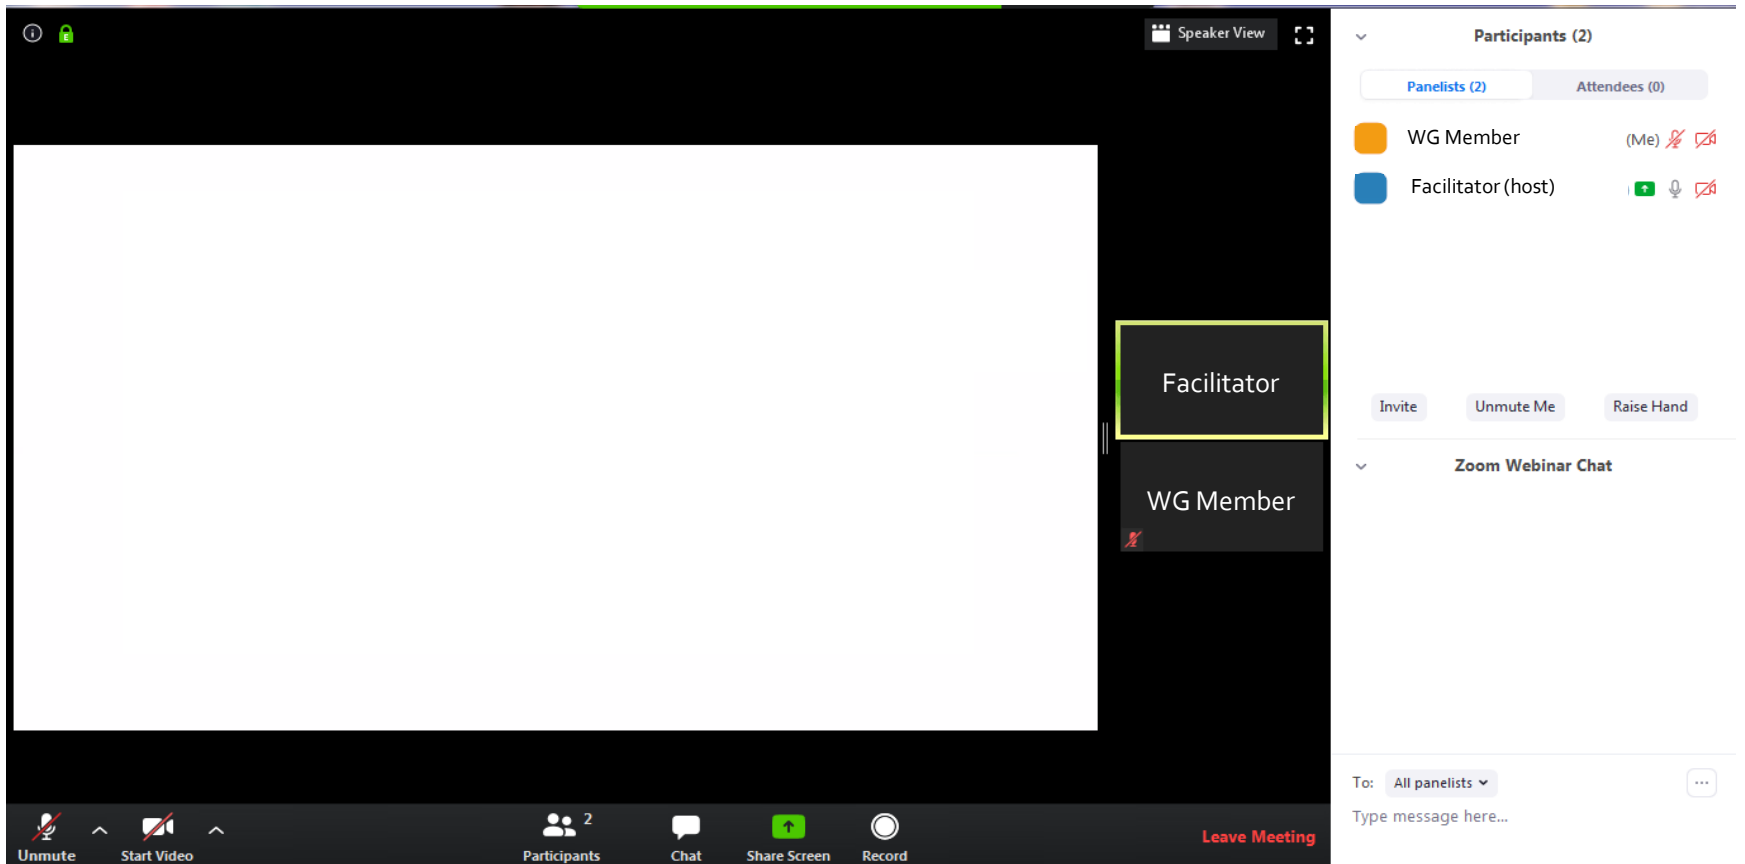 Speaker View
Participants (2)
Panelists (2)
Attendees (0)
WG Member
(Me)
Facilitator (host)
Facilitator
Invite
Unmute Me
Raise Hand
Zoom Webinar Chat
WG Member
To:
All panelists
Type message here...
Unmute
Start Video
2
Participants
Chat
Share Screen
Record
Leave Meeting